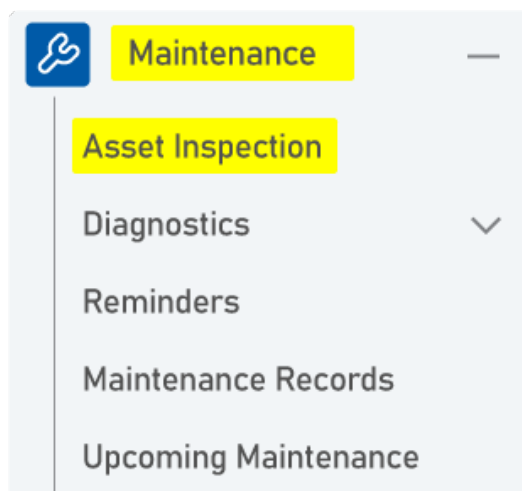 Maintenance
Asset Inspection
Diagnostics
Reminders
Maintenance Records
Upcoming Maintenance